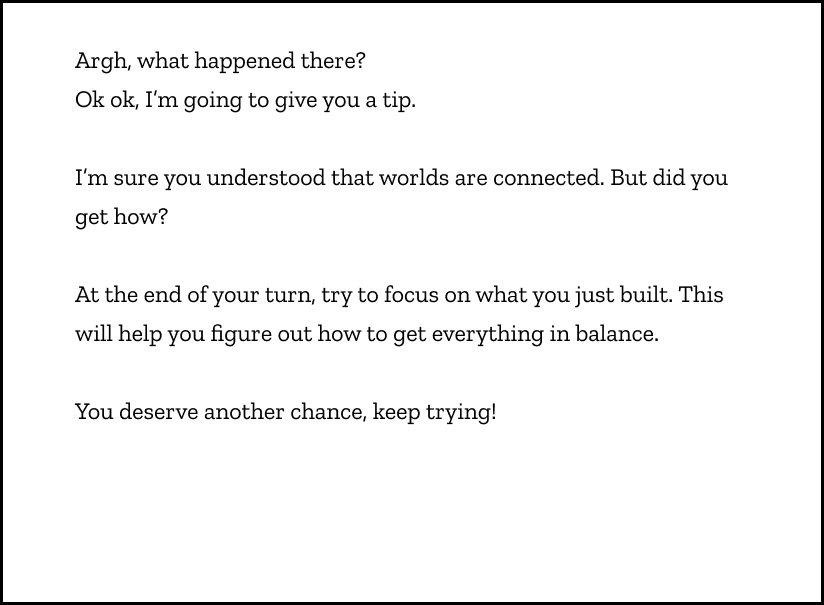 Argh, what happened there?
Ok ok, I’m going to give you a tip.
I’m sure you understood that worlds are connected. But did you
get how?
At the end of your turn, try to focus on what you just built. This
will help you figure out how to get everything in balance.
You deserve another chance, keep trying!